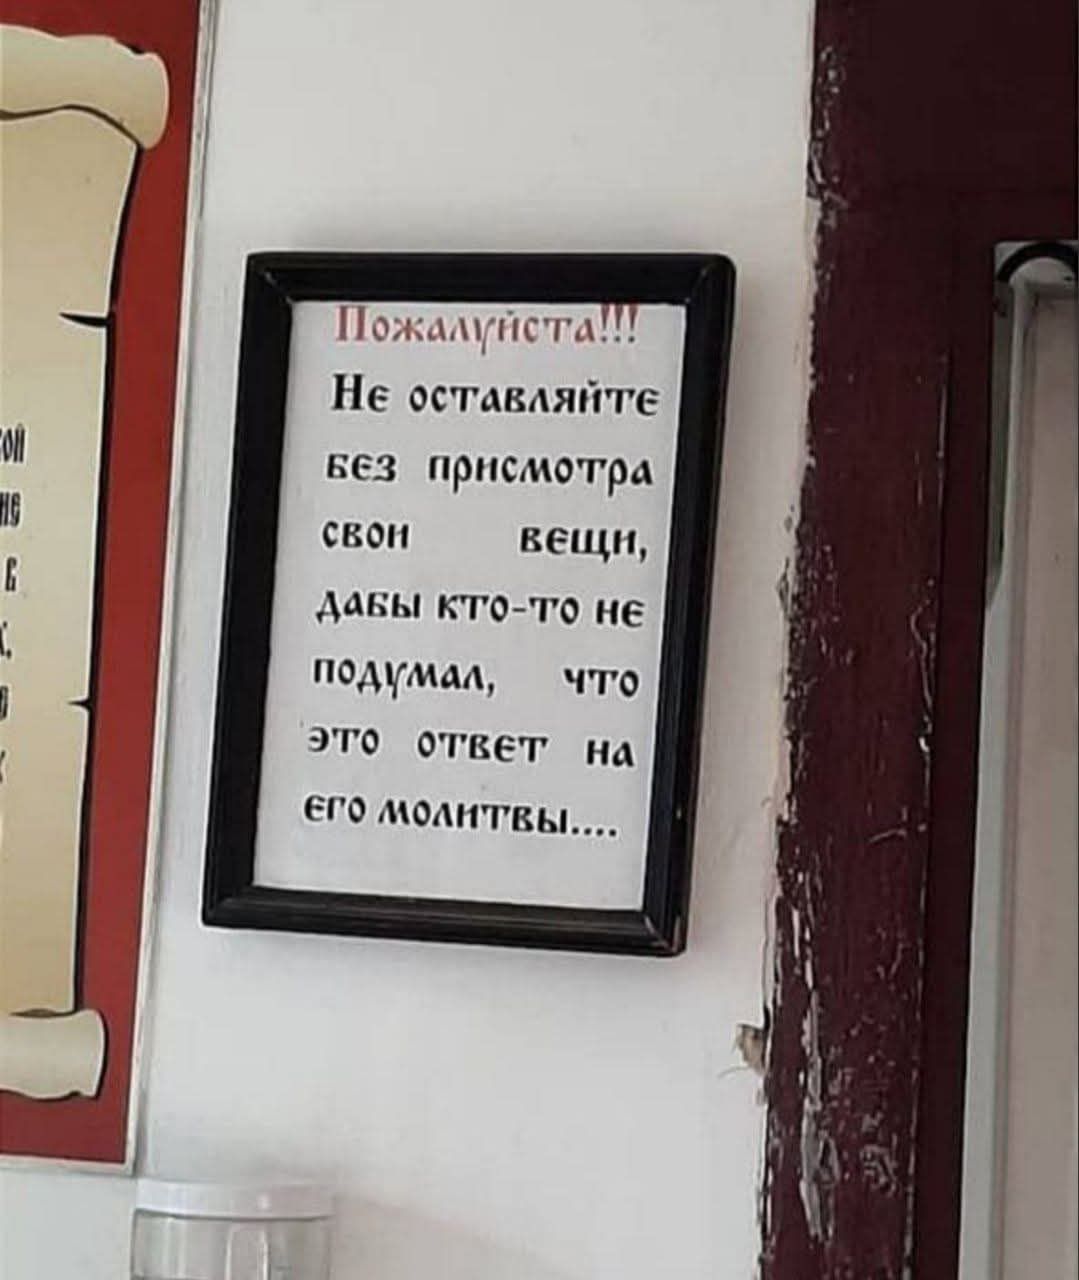 Пожалуйста!!!
Не оставляйте
без присмотра
свои вещи,
дабы кто-то не
подумал, что
это ответ на
его молитвы....